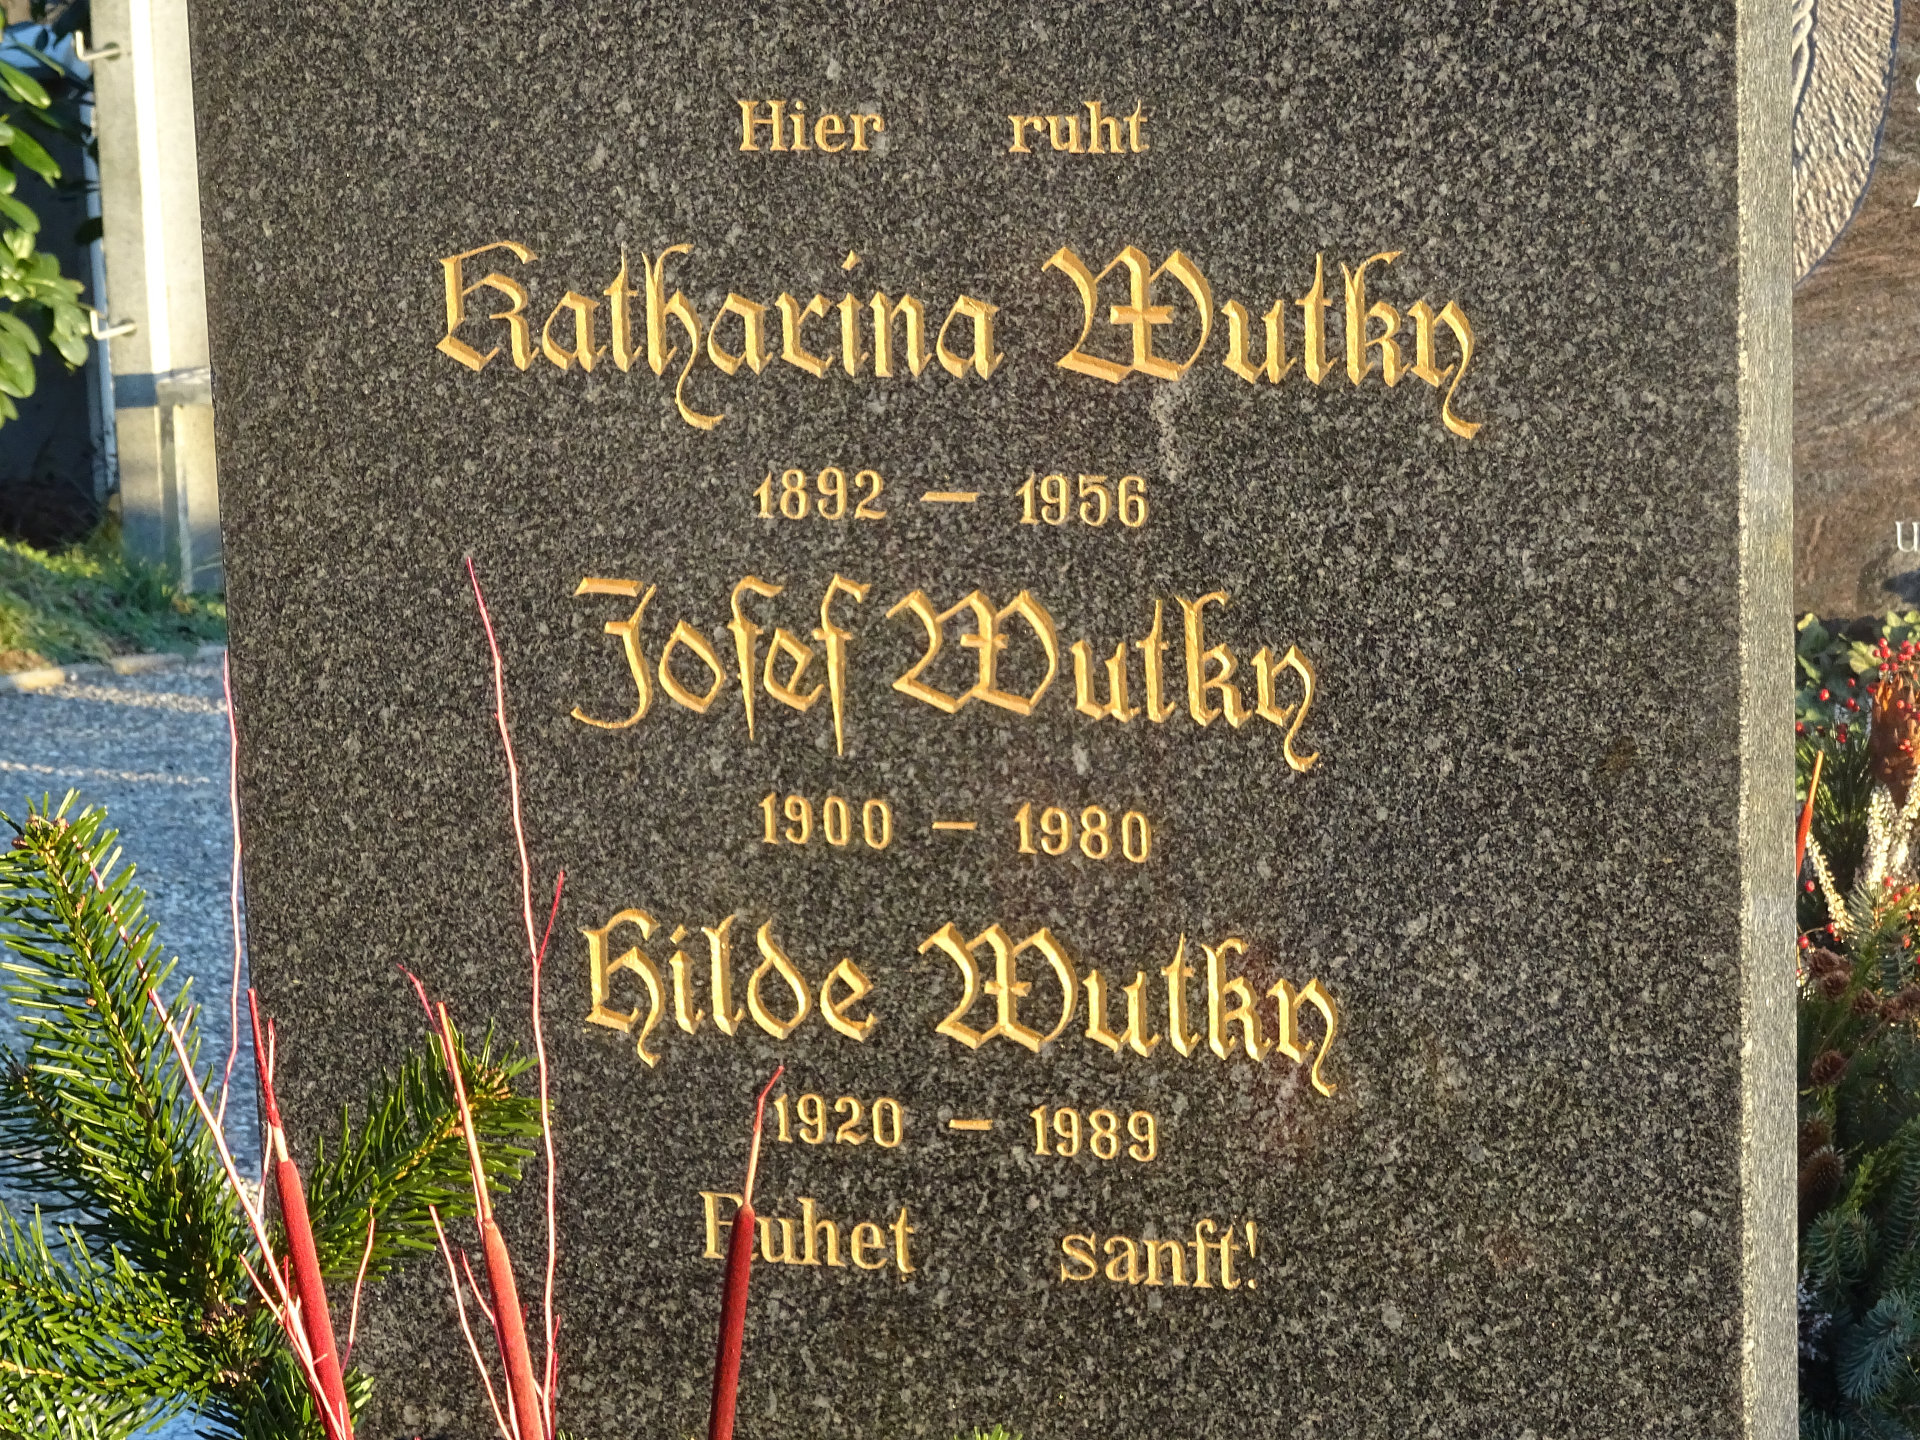 Hier ruht
Katharina Wutky
1892 – 1956
Josef Wutky
1900 – 1980
Hilde Wutky
1920 – 1989
Ruhet sanft!